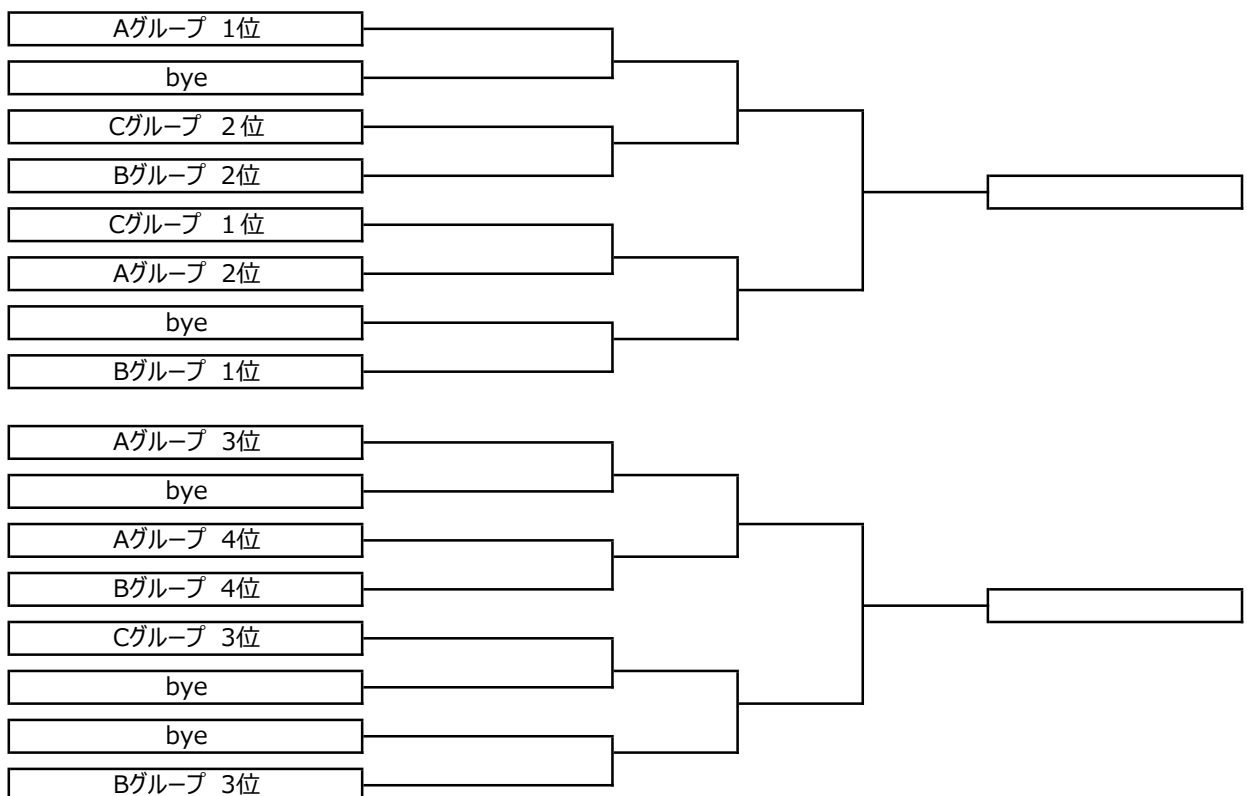 Aグループ 1位
bye
Cグループ ２位
Bグループ 2位
Cグループ １位
Aグループ 2位
bye
Bグループ 1位
Aグループ 3位
bye
Aグループ 4位
Bグループ 4位
Cグループ 3位
bye
bye
Bグループ 3位